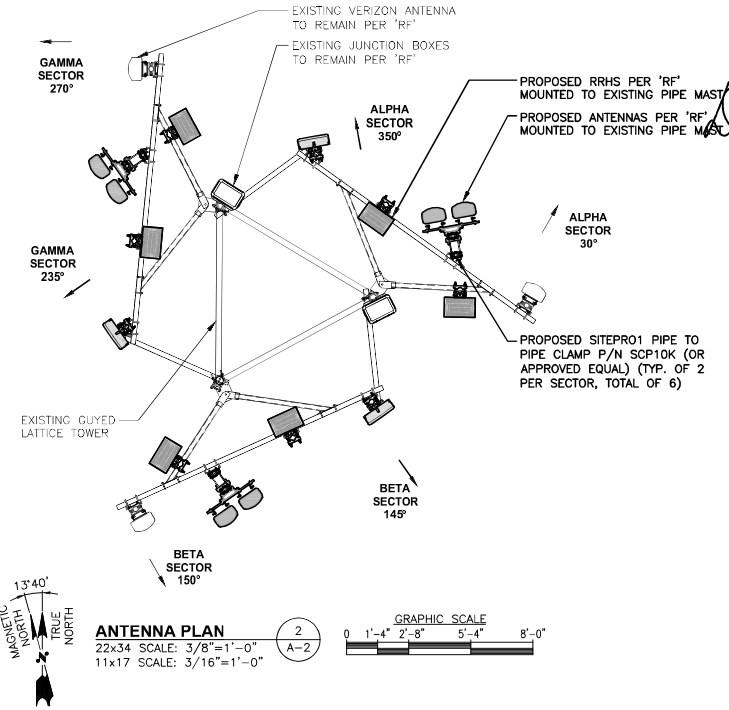 EXISTING VERIZON ANTENNA
TO REMAIN PER 'RF'
EXISTING JUNCTION BOXES
TO REMAIN PER 'RF'
GAMMA
SECTOR
270°
ALPHA
SECTOR
350°
PROPOSED RRHS PER 'RF'
MOUNTED TO EXISTING PIPE MAST
PROPOSED ANTENNAS PER 'RF'
MOUNTED TO EXISTING PIPE MAST
ALPHA
SECTOR
30°
GAMMA
SECTOR
235°
PROPOSED SITEPRO1 PIPE TO
PIPE CLAMP P/N SCP10K (OR
APPROVED EQUAL) (TYP. OF 2
PER SECTOR, TOTAL OF 6)
EXISTING GUYED
LATTICE TOWER
BETA
SECTOR
145°
BETA
SECTOR
150°
13°40'
MAGNETIC
NORTH
TRUE
NORTH
N
ANTENNA PLAN
22x34 SCALE: 3/8"=1'-0"
11x17 SCALE: 3/16"=1'-0"
2
A-2
GRAPHIC SCALE
0 1'-4" 2'-8" 5'-4" 8'-0"